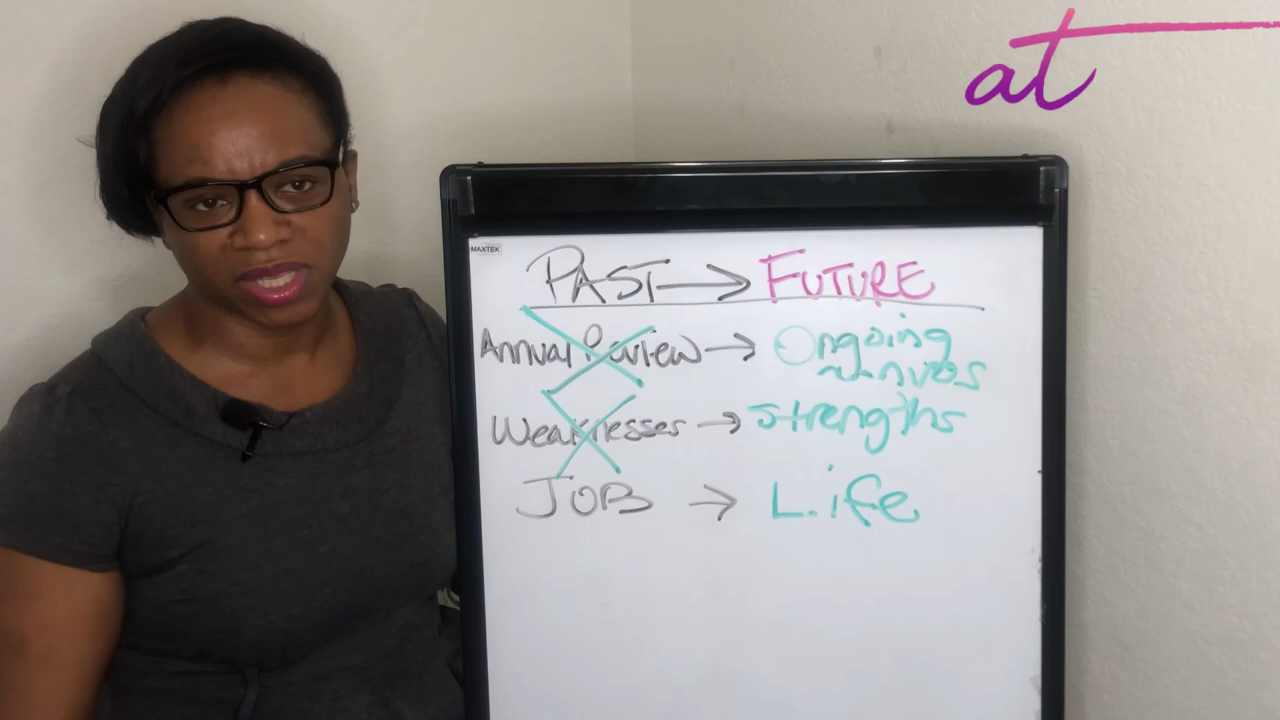 at
MAXTEK
PAST → FUTURE
Annual Review → Ongoing
Weaknesses → Strengths
JOB → Life